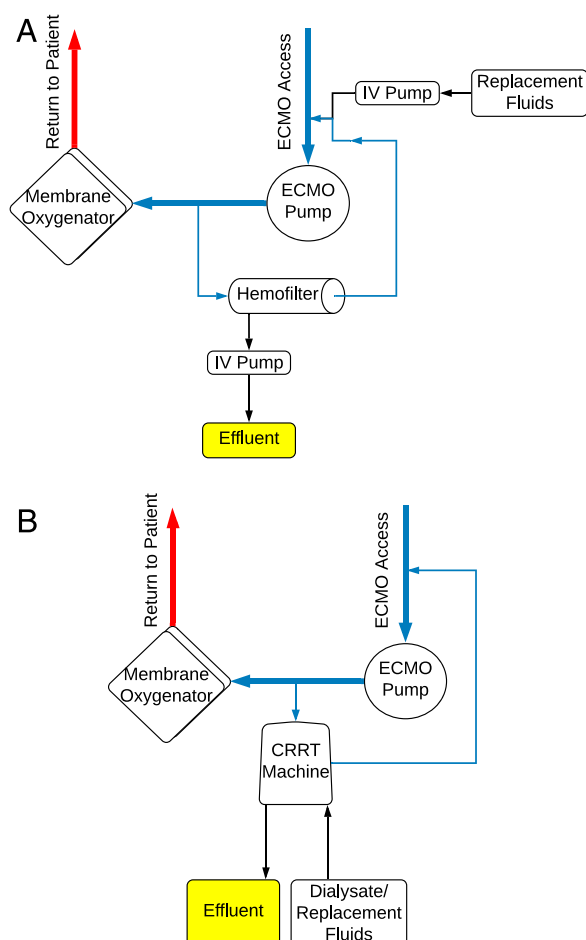 A
Return to Patient
ECMO Access
IV Pump
Replacement
Fluids
Membrane
Oxygenator
ECMO
Pump
Hemofilter
IV Pump
Effluent
B
Return to Patient
ECMO Access
Membrane
Oxygenator
ECMO
Pump
CRRT
Machine
Effluent
Dialysate/
Replacement
Fluids